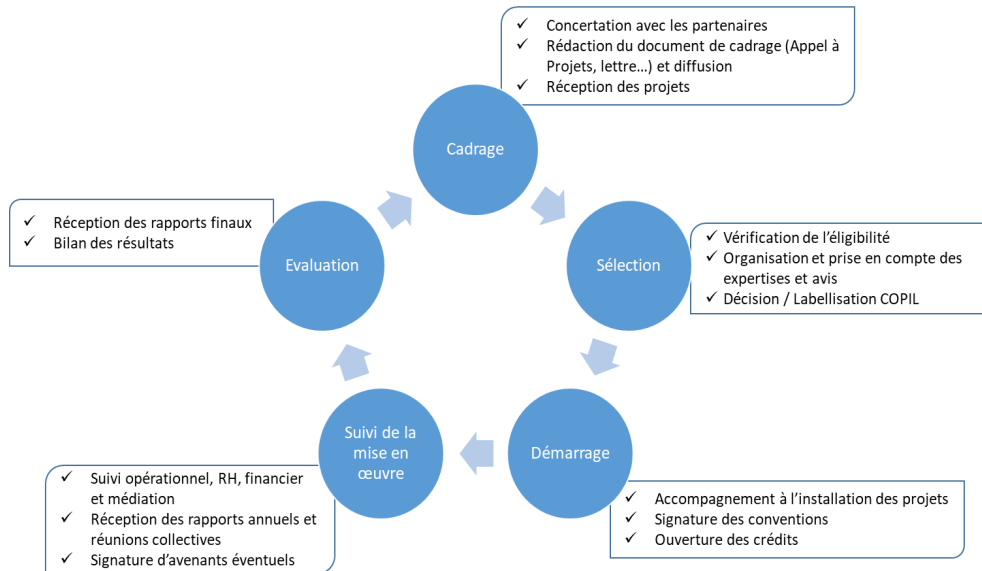 ✓ Concertation avec les partenaires
✓ Rédaction du document de cadrage (Appel à
Projets, lettre…) et diffusion
✓ Réception des projets
Cadrage
✓ Vérification de l'éligibilité
✓ Organisation et prise en compte des
expertises et avis
✓ Décision / Labellisation COPIL
Sélection
✓ Accompagnement à l'installation des projets
✓ Signature des conventions
✓ Ouverture des crédits
Démarrage
Suivi de la
mise en
œuvre
✓ Suivi opérationnel, RH, financier
et médiation
✓ Réception des rapports annuels et
réunions collectives
✓ Signature d'avenants éventuels
Evaluation
✓ Réception des rapports finaux
✓ Bilan des résultats